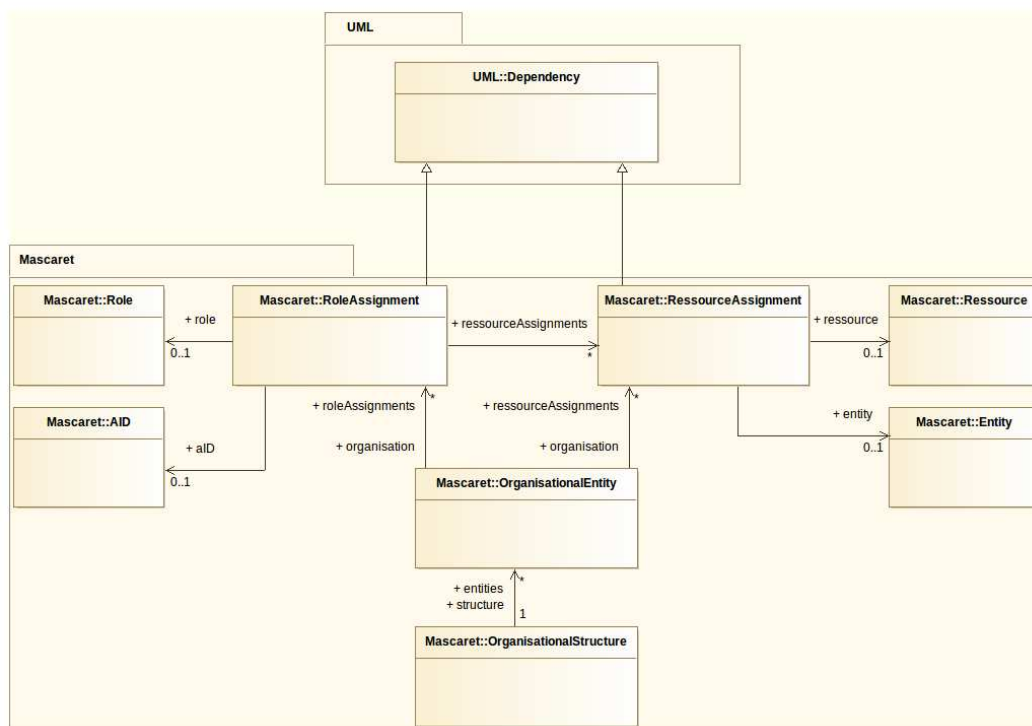 UML
UML::Dependency
Mascaret
Mascaret::Role
Mascaret::RoleAssignment
Mascaret::RessourceAssignment
Mascaret::Ressource
+ role
0..1
+ ressourceAssignments
*
+ ressource
0..1
+ roleAssignments
*
+ ressourceAssignments
*
Mascaret::AID
+ aID
0..1
+ organisation
+ organisation
+ entity
0..1
Mascaret::Entity
Mascaret::OrganisationalEntity
+ entities
*
+ structure
1
Mascaret::OrganisationalStructure